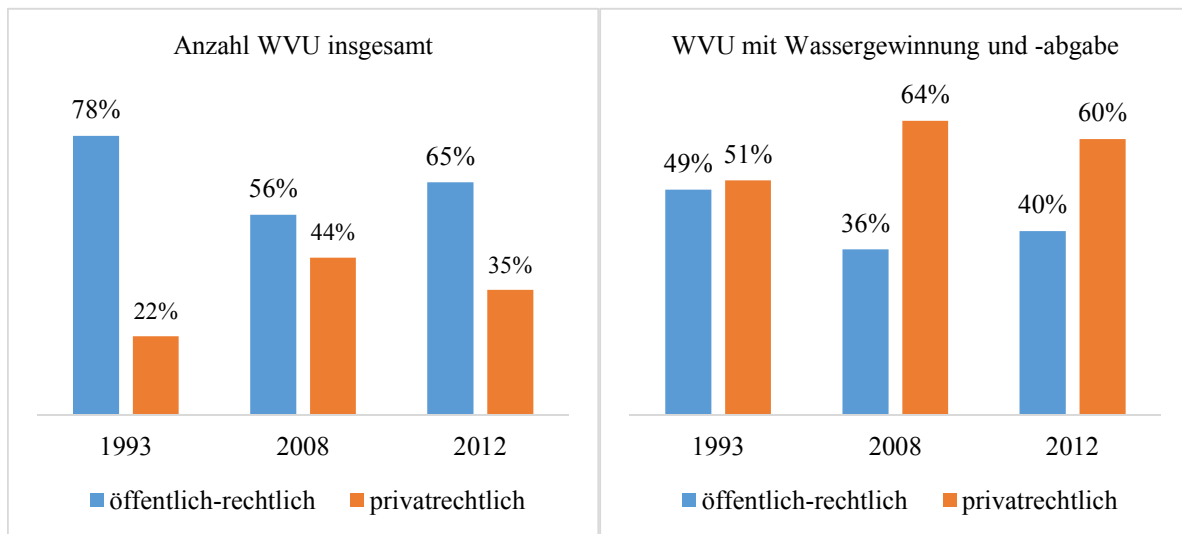 Anzahl WVU insgesamt
78%
22%
56%
44%
65%
35%
1993 2008 2012
öffentlich-rechtlich privatrechtlich
WVU mit Wassergewinnung und -abgabe
49%
51%
36%
64%
40%
60%
1993 2008 2012
öffentlich-rechtlich privatrechtlich